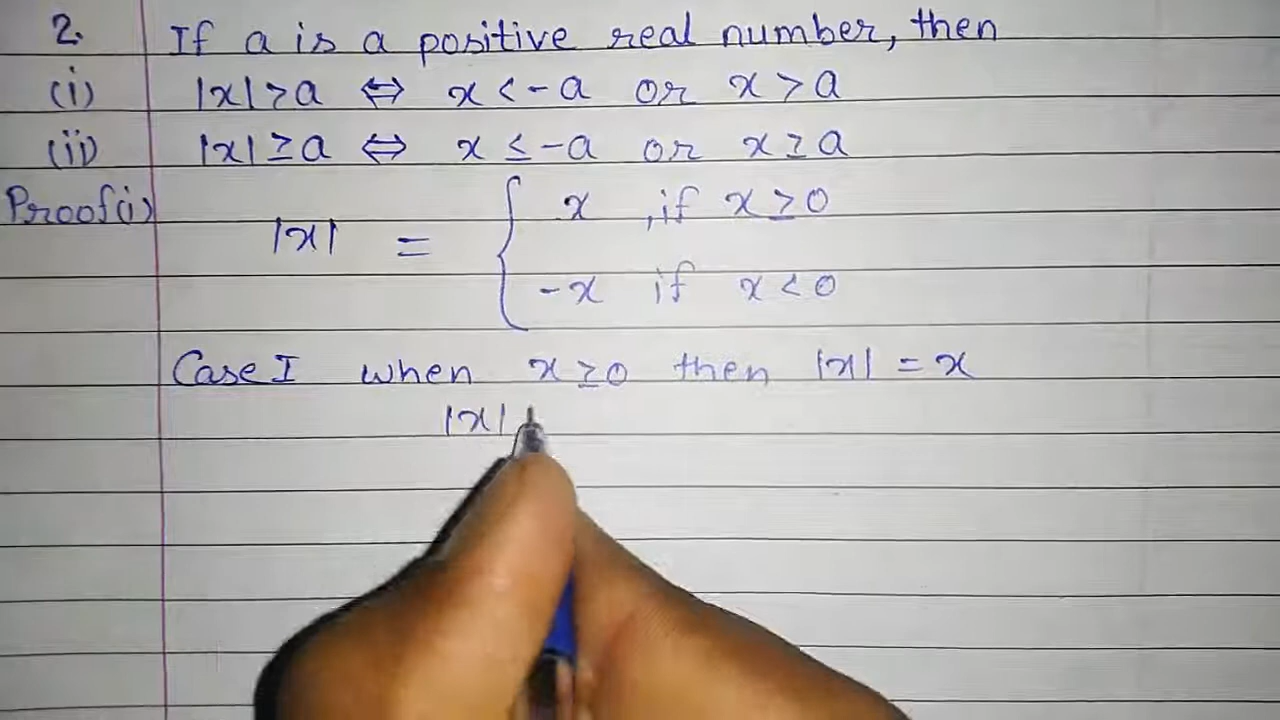 2. If a is a positive real number, then
(i) |x| > a ⇔ x < -a or x > a
(ii) |x| ≥ a ⇔ x ≤ -a or x ≥ a
Proof(i) |x| = { x , if x ≥ 0
-x if x < 0
Case I when x ≥ 0 then |x| = x
|x|